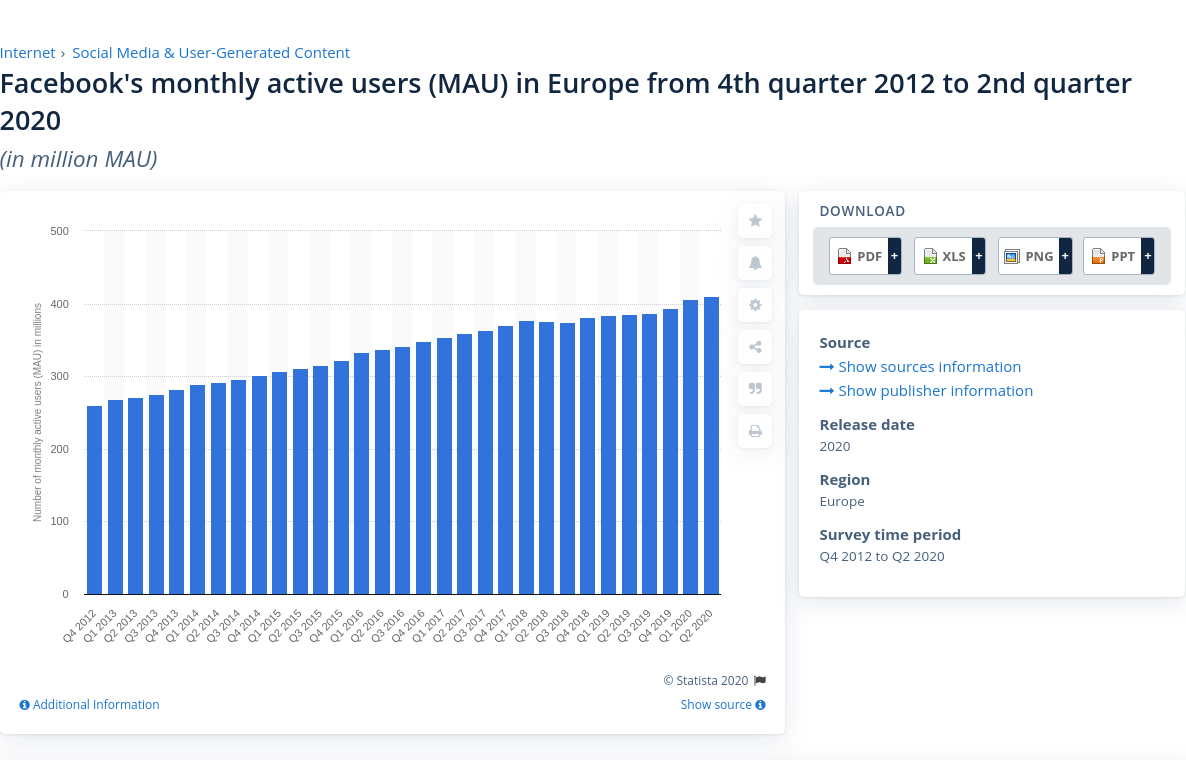 Internet › Social Media & User-Generated Content
Facebook's monthly active users (MAU) in Europe from 4th quarter 2012 to 2nd quarter
2020
(in million MAU)
500
400
300
200
100
0
Number of monthly active users (MAU) in millions
Q4 2012
Q1 2013
Q2 2013
Q3 2013
Q4 2013
Q1 2014
Q2 2014
Q3 2014
Q4 2014
Q1 2015
Q2 2015
Q3 2015
Q4 2015
Q1 2016
Q2 2016
Q3 2016
Q4 2016
Q1 2017
Q2 2017
Q3 2017
Q4 2017
Q1 2018
Q2 2018
Q3 2018
Q4 2018
Q1 2019
Q2 2019
Q3 2019
Q4 2019
Q1 2020
Q2 2020
© Statista 2020
Additional Information
Show source
DOWNLOAD
PDF + XLS + PNG + PPT +
Source
Show sources information
Show publisher information
Release date
2020
Region
Europe
Survey time period
Q4 2012 to Q2 2020